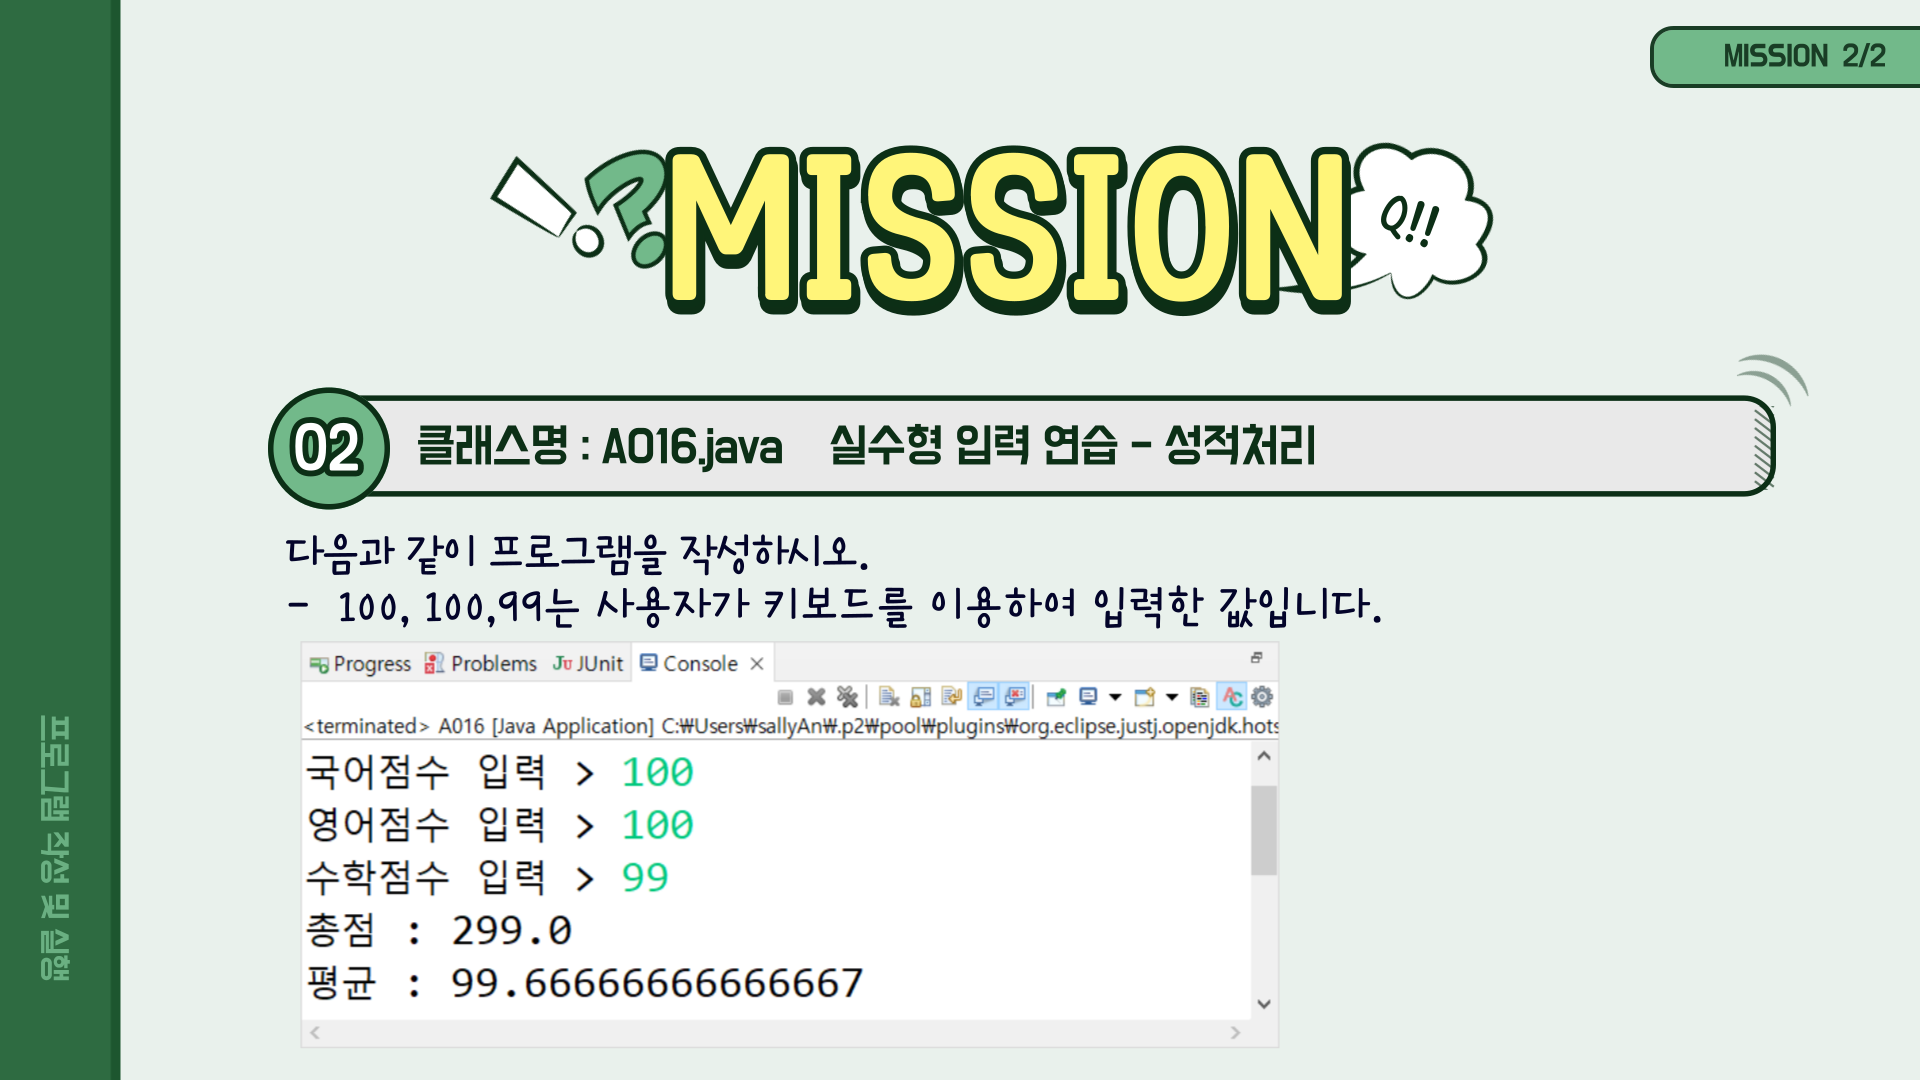 MISSION 2/2
MISSION
Q!!
02
클래스명 : A016.java 실수형 입력 연습 - 성적처리
다음과 같이 프로그램을 작성하시오.
- 100, 100,99는 사용자가 키보드를 이용하여 입력한 값입니다.
Progress Problems JUnit Console
<terminated> A016 [Java Application] C:₩Users₩sallyAn₩.p2₩pool₩plugins₩org.eclipse.justj.openjdk.hots
국어점수 입력 > 100
영어점수 입력 > 100
수학점수 입력 > 99
총점 : 299.0
평균 : 99.66666666666667
프로그램 작성 및 실행